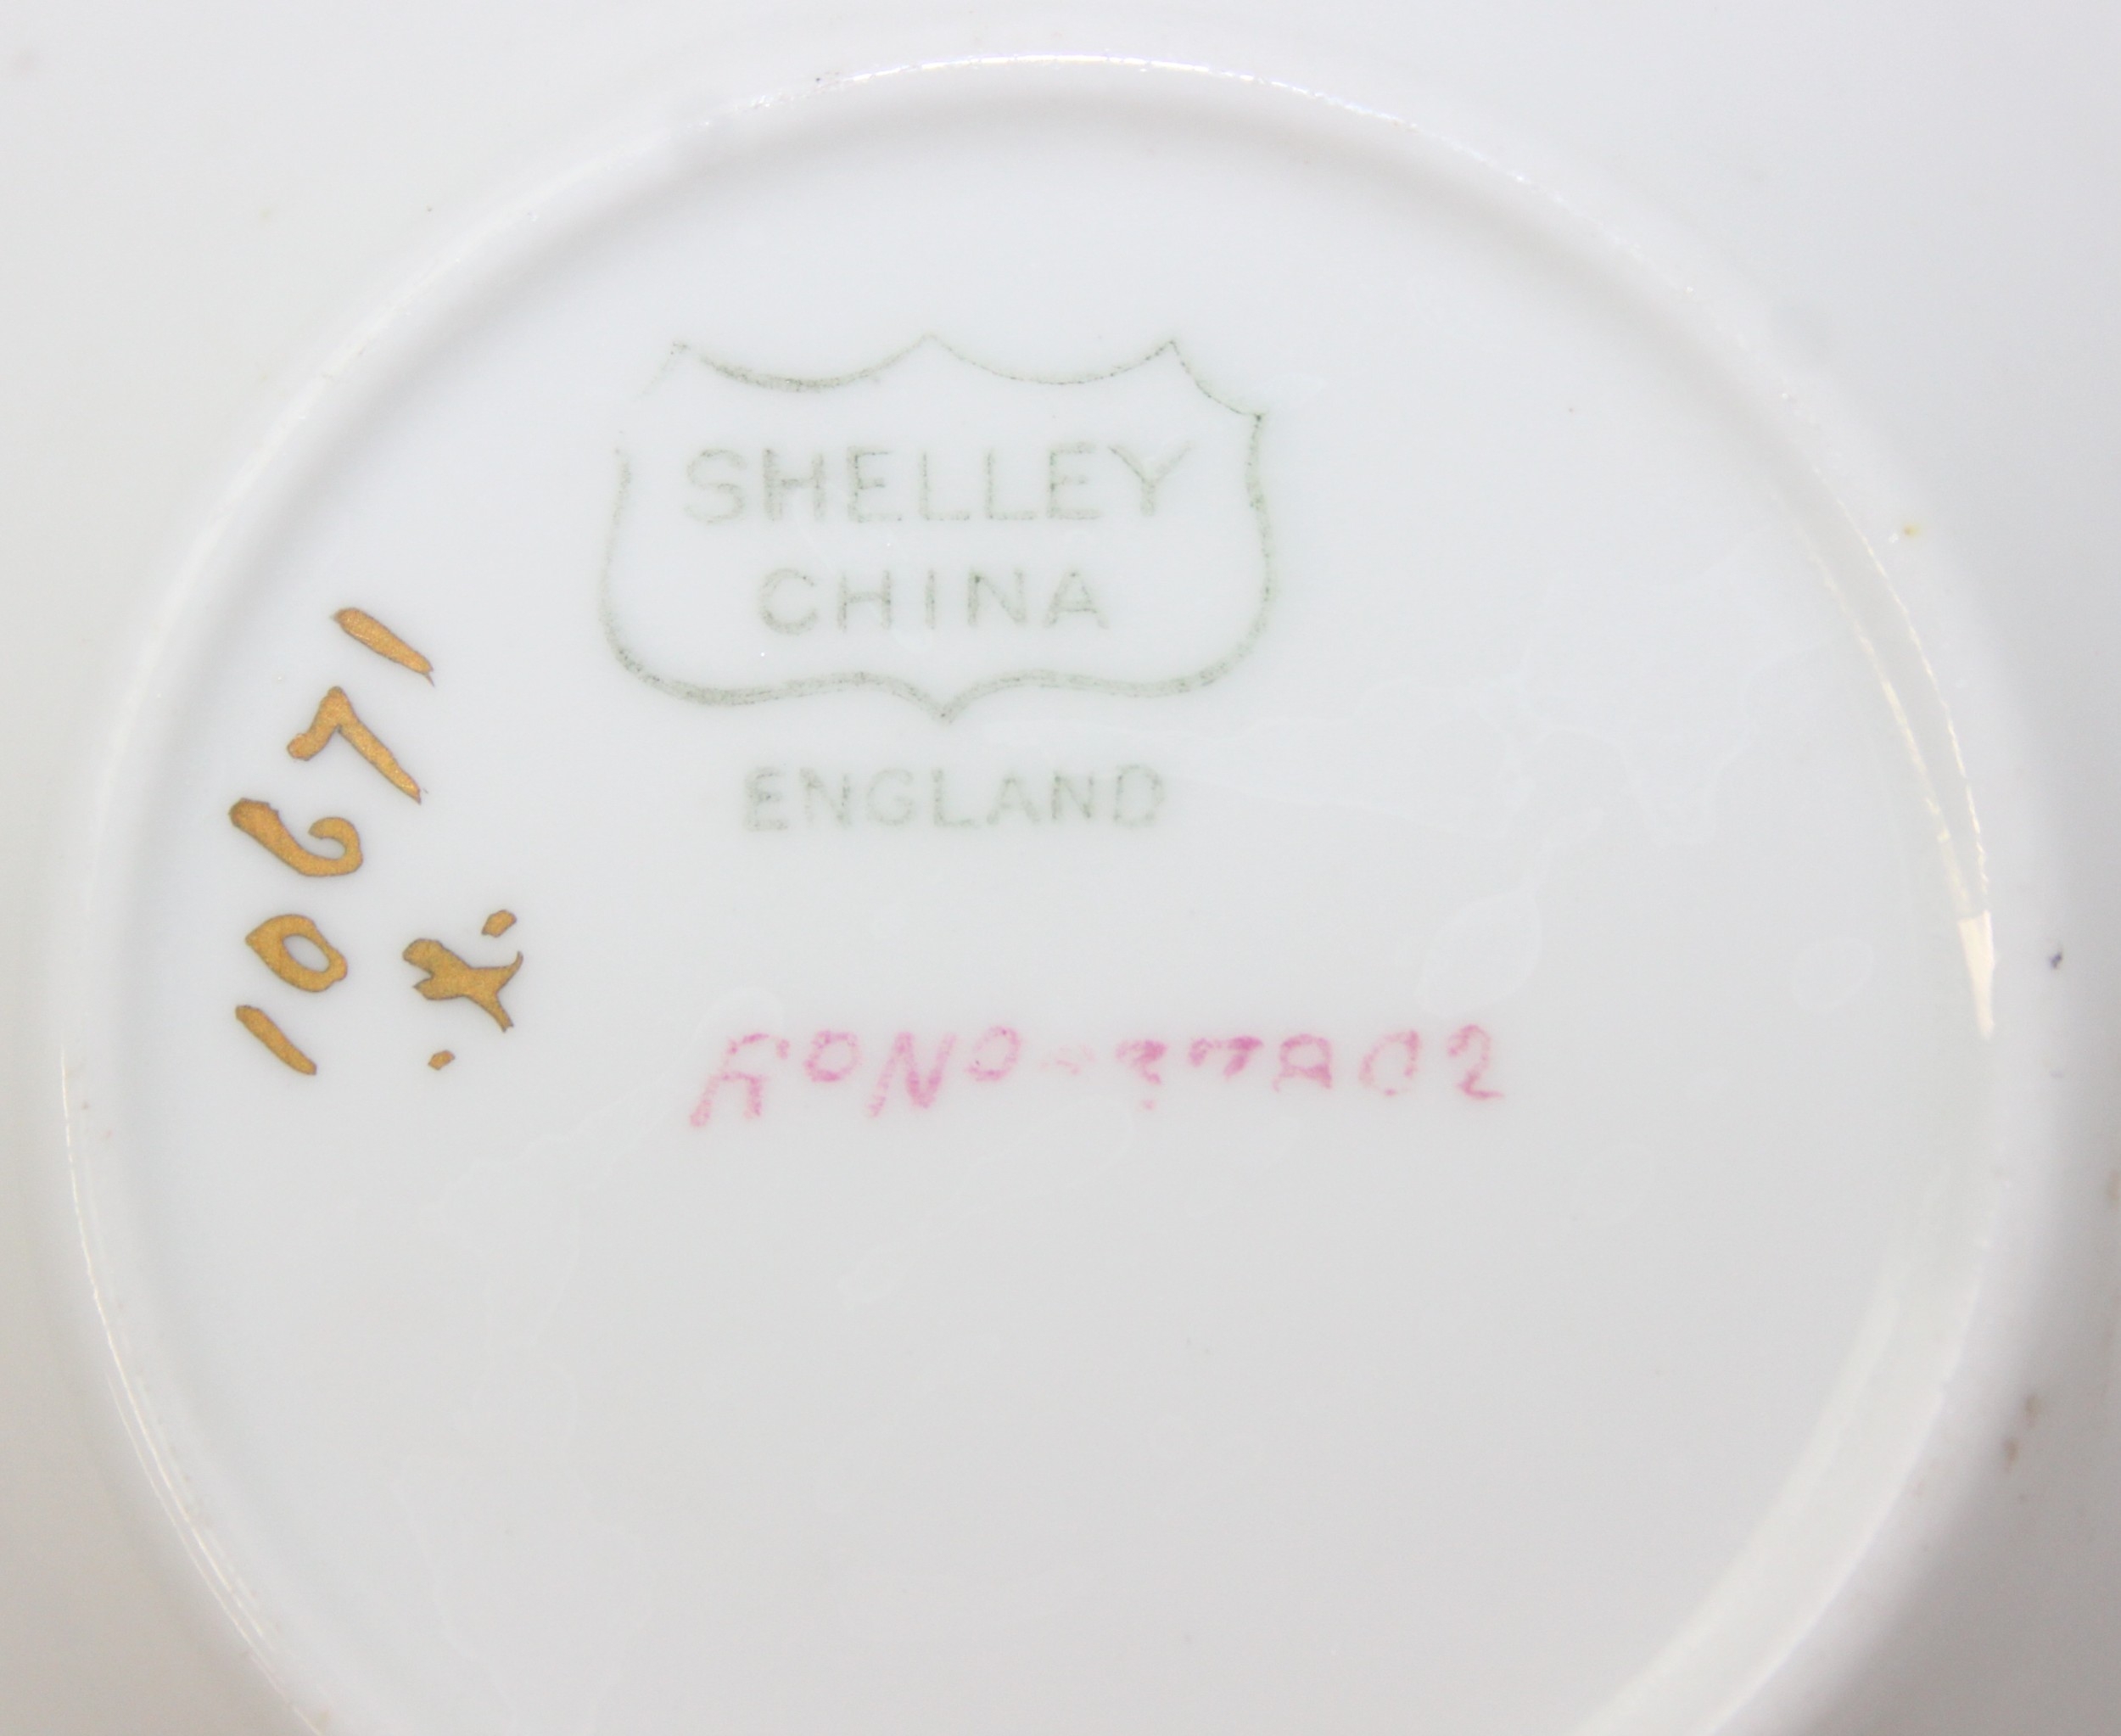 SHELLEY
CHINA
ENGLAND
10671
.X.